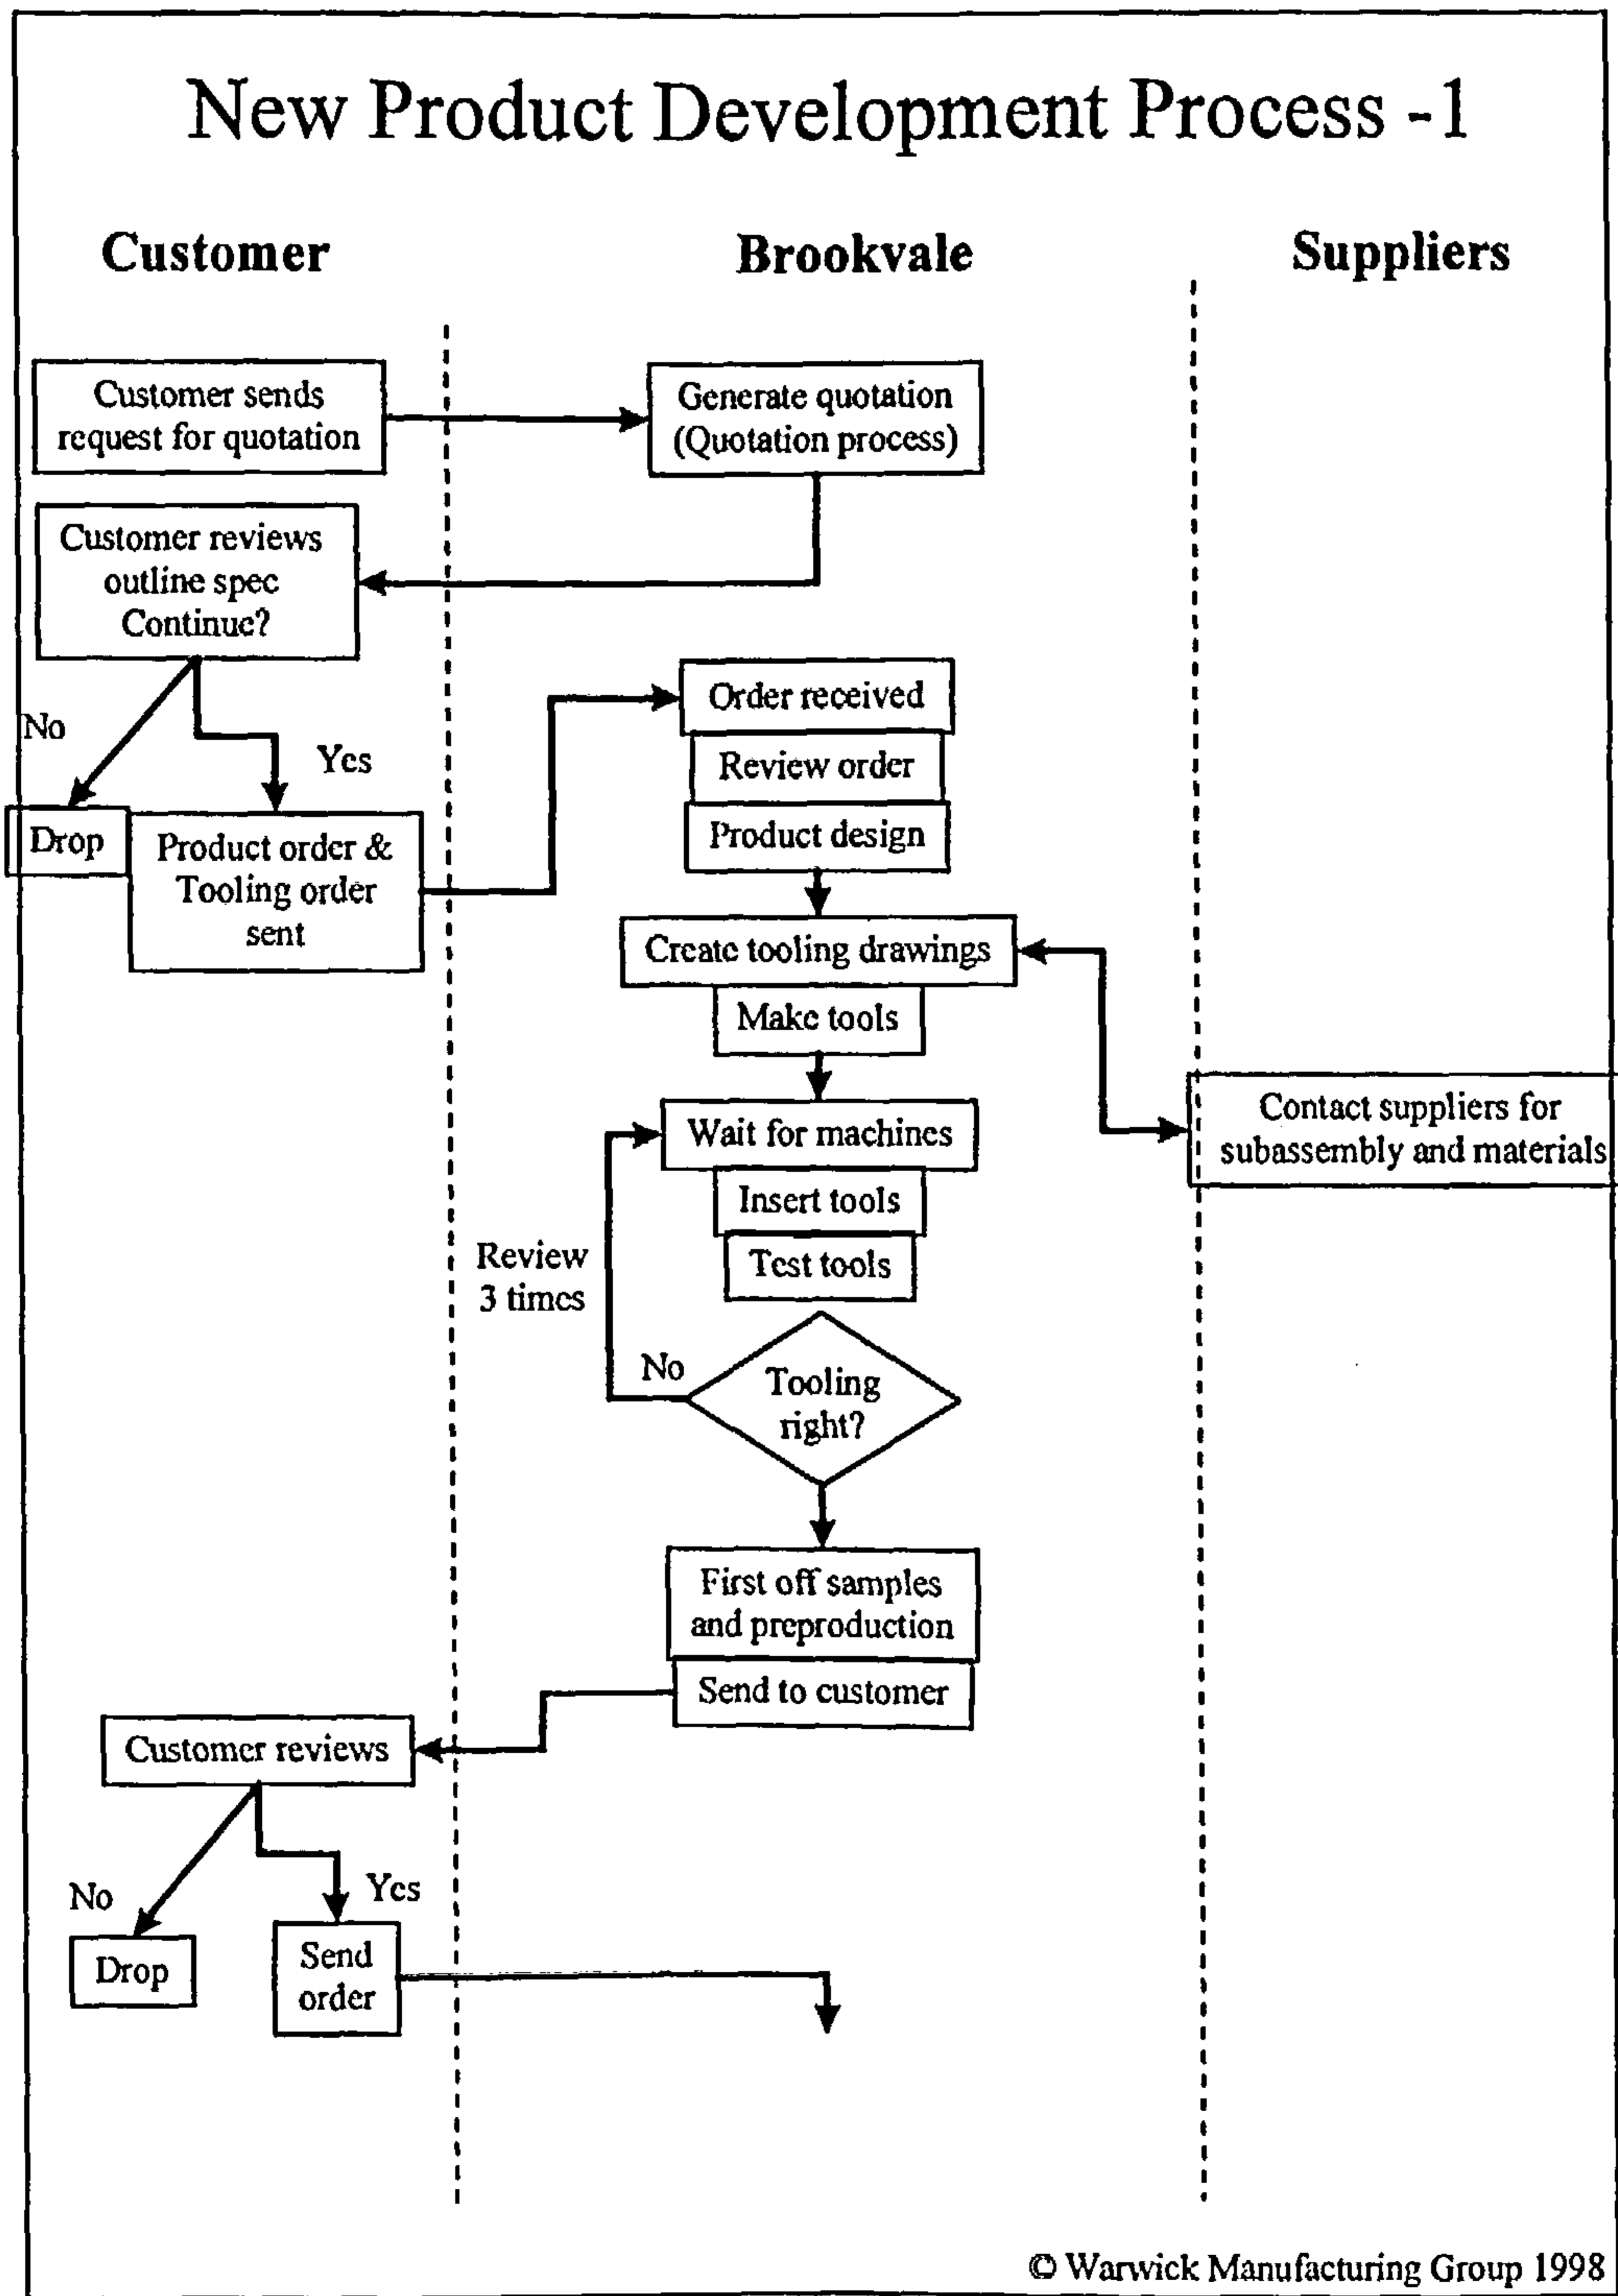 New Product Development Process -1
Customer
Brookvale
Suppliers
Customer sends
request for quotation
Generate quotation
(Quotation process)
Customer reviews
outline spec
Continue?
No
Yes
Drop
Product order &
Tooling order
sent
Order received
Review order
Product design
Create tooling drawings
Make tools
Contact suppliers for
subassembly and materials
Wait for machines
Insert tools
Test tools
Review
3 times
No
Tooling
right?
First off samples
and preproduction
Send to customer
Customer reviews
No
Yes
Drop
Send
order
© Warwick Manufacturing Group 1998